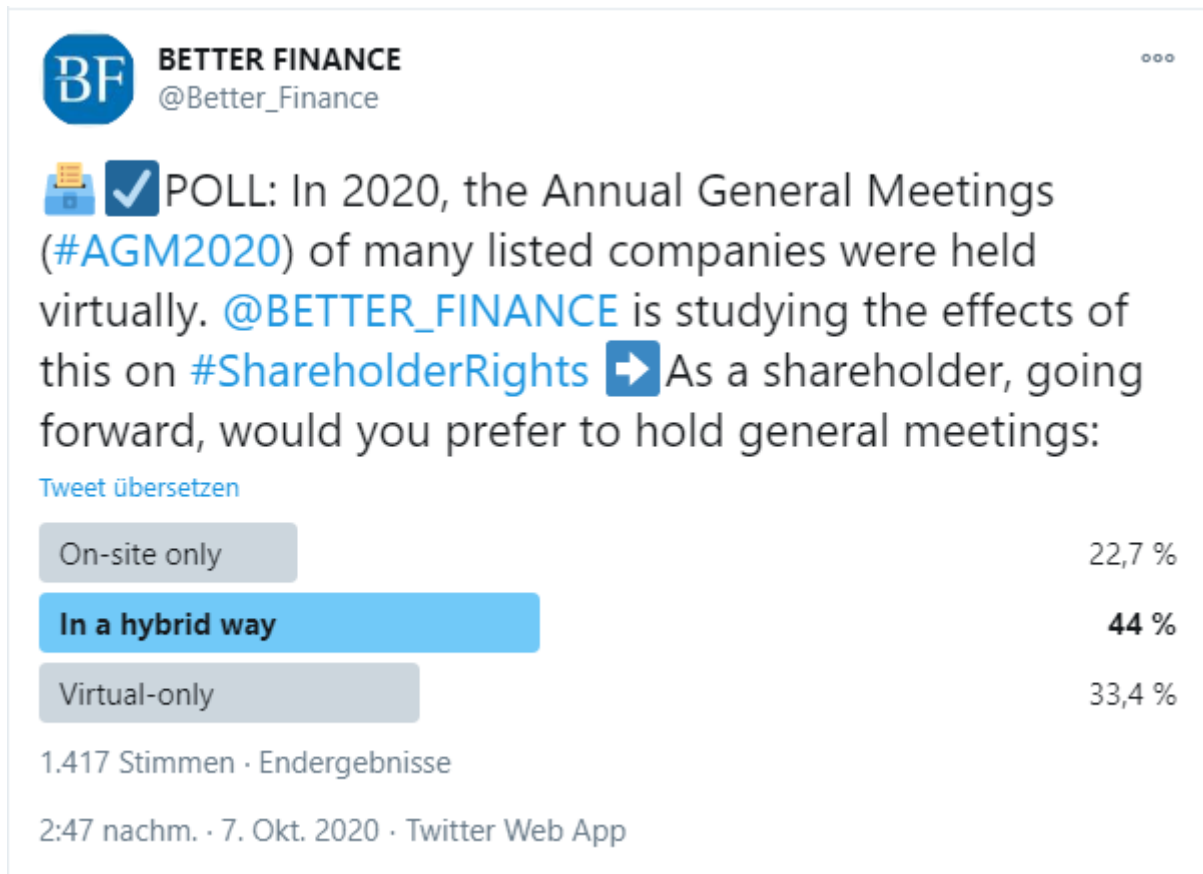 BF
BETTER FINANCE
@Better_Finance
POLL: In 2020, the Annual General Meetings
(#AGM2020) of many listed companies were held
virtually. @BETTER_FINANCE is studying the effects of
this on #ShareholderRights ➡As a shareholder, going
forward, would you prefer to hold general meetings:
Tweet übersetzen
On-site only 22,7 %
In a hybrid way 44 %
Virtual-only 33,4 %
1.417 Stimmen · Endergebnisse
2:47 nachm. · 7. Okt. 2020 · Twitter Web App